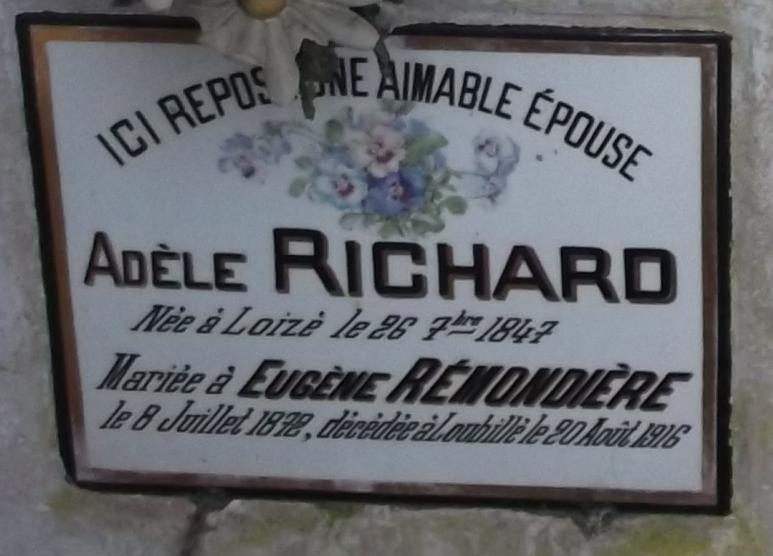 ICI REPOSE UNE AIMABLE ÉPOUSE
ADÈLE RICHARD
Née à Loizé le 26 7bre 1847
Mariée à EUGÈNE RÉMONDIÈRE
le 8 Juillet 1872, décédée à Loubillé le 20 Août 1916